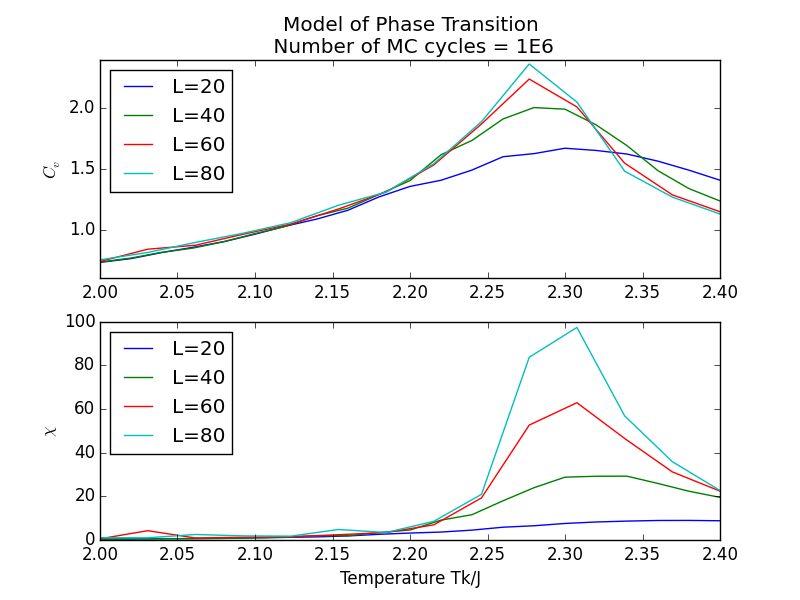 Model of Phase Transition
Number of MC cycles = 1E6
L=20
L=40
L=60
L=80
2.0
1.5
1.0
C_v
2.00 2.05 2.10 2.15 2.20 2.25 2.30 2.35 2.40
100
80
60
40
20
0
L=20
L=40
L=60
L=80
χ
2.00 2.05 2.10 2.15 2.20 2.25 2.30 2.35 2.40
Temperature Tk/J